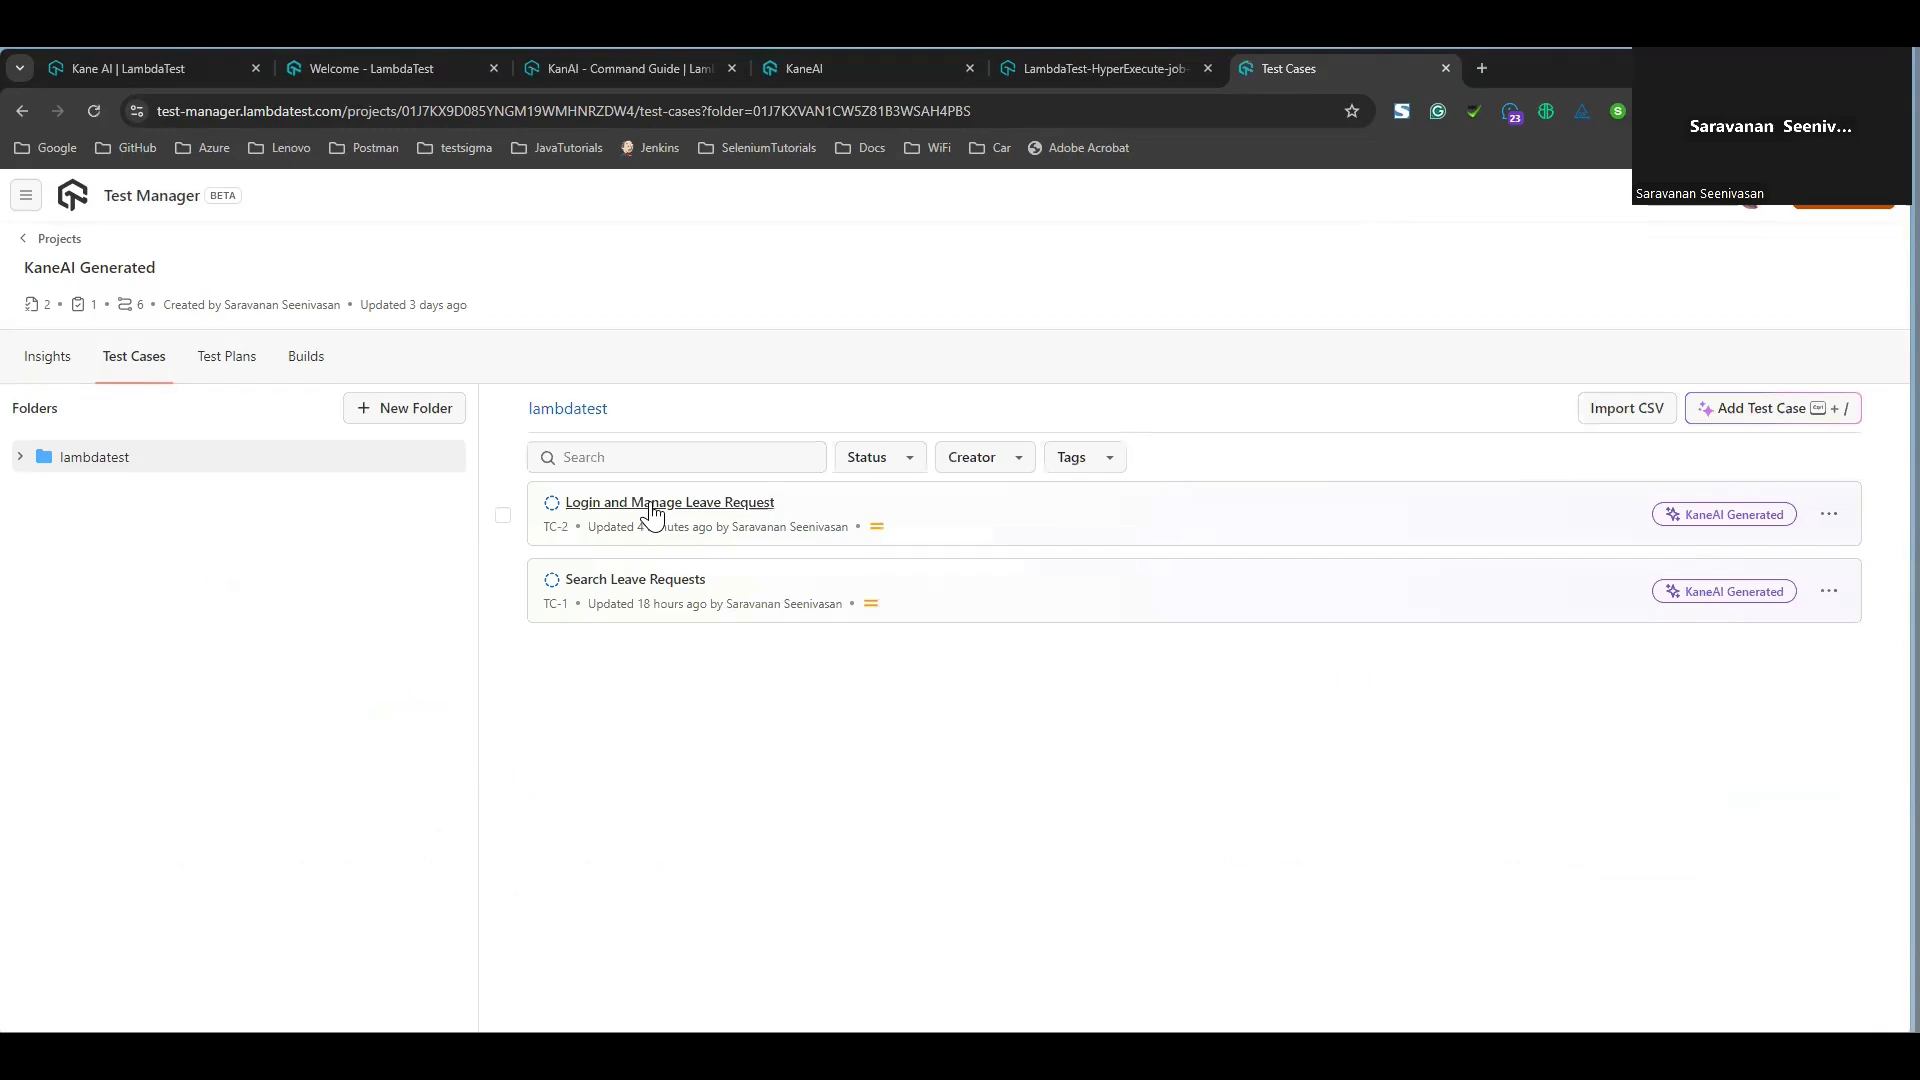 Kane AI | LambdaTest
Welcome - LambdaTest
KanAI - Command Guide | Lam
KaneAI
LambdaTest-HyperExecute-job-
Test Cases
test-manager.lambdatest.com/projects/01J7KX9D085YNGM19WMHNRZDW4/test-cases?folder=01J7KXVAN1CW5Z81B3WSAH4PBS
23
Google
GitHub
Azure
Lenovo
Postman
testsigma
JavaTutorials
Jenkins
SeleniumTutorials
Docs
WiFi
Car
Adobe Acrobat
Saravanan Seeniv...
Saravanan Seenivasan
Test Manager BETA
Projects
KaneAI Generated
2 • 1 • 6 • Created by Saravanan Seenivasan • Updated 3 days ago
Insights
Test Cases
Test Plans
Builds
Folders
+ New Folder
lambdatest
lambdatest
Import CSV
Add Test Case Ctrl + /
Search
Status
Creator
Tags
Login and Manage Leave Request
TC-2 • Updated 4 nutes ago by Saravanan Seenivasan •
KaneAI Generated
...
Search Leave Requests
TC-1 • Updated 18 hours ago by Saravanan Seenivasan •
KaneAI Generated
...